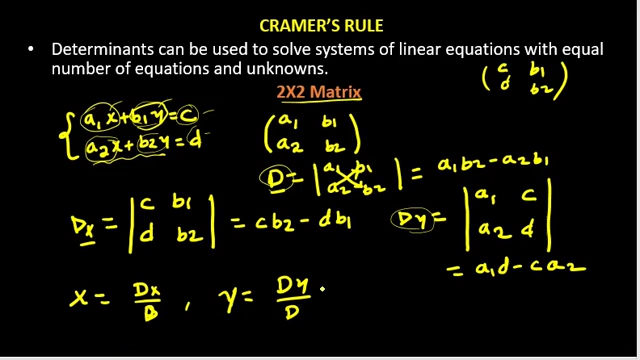 CRAMER'S RULE
• Determinants can be used to solve systems of linear equations with equal
number of equations and unknowns.
2X2 Matrix
(c b1
d b2)
{a1x+b1y=c
a2x+b2y=d
(a1 b1
a2 b2)
D=|a1 b1
a2 b2|=a1b2-a2b1
Dx=|c b1
d b2|=cb2-db1
Dy=|a1 c
a2 d|
=a1d-ca2
x=Dx/D, y=Dy/D